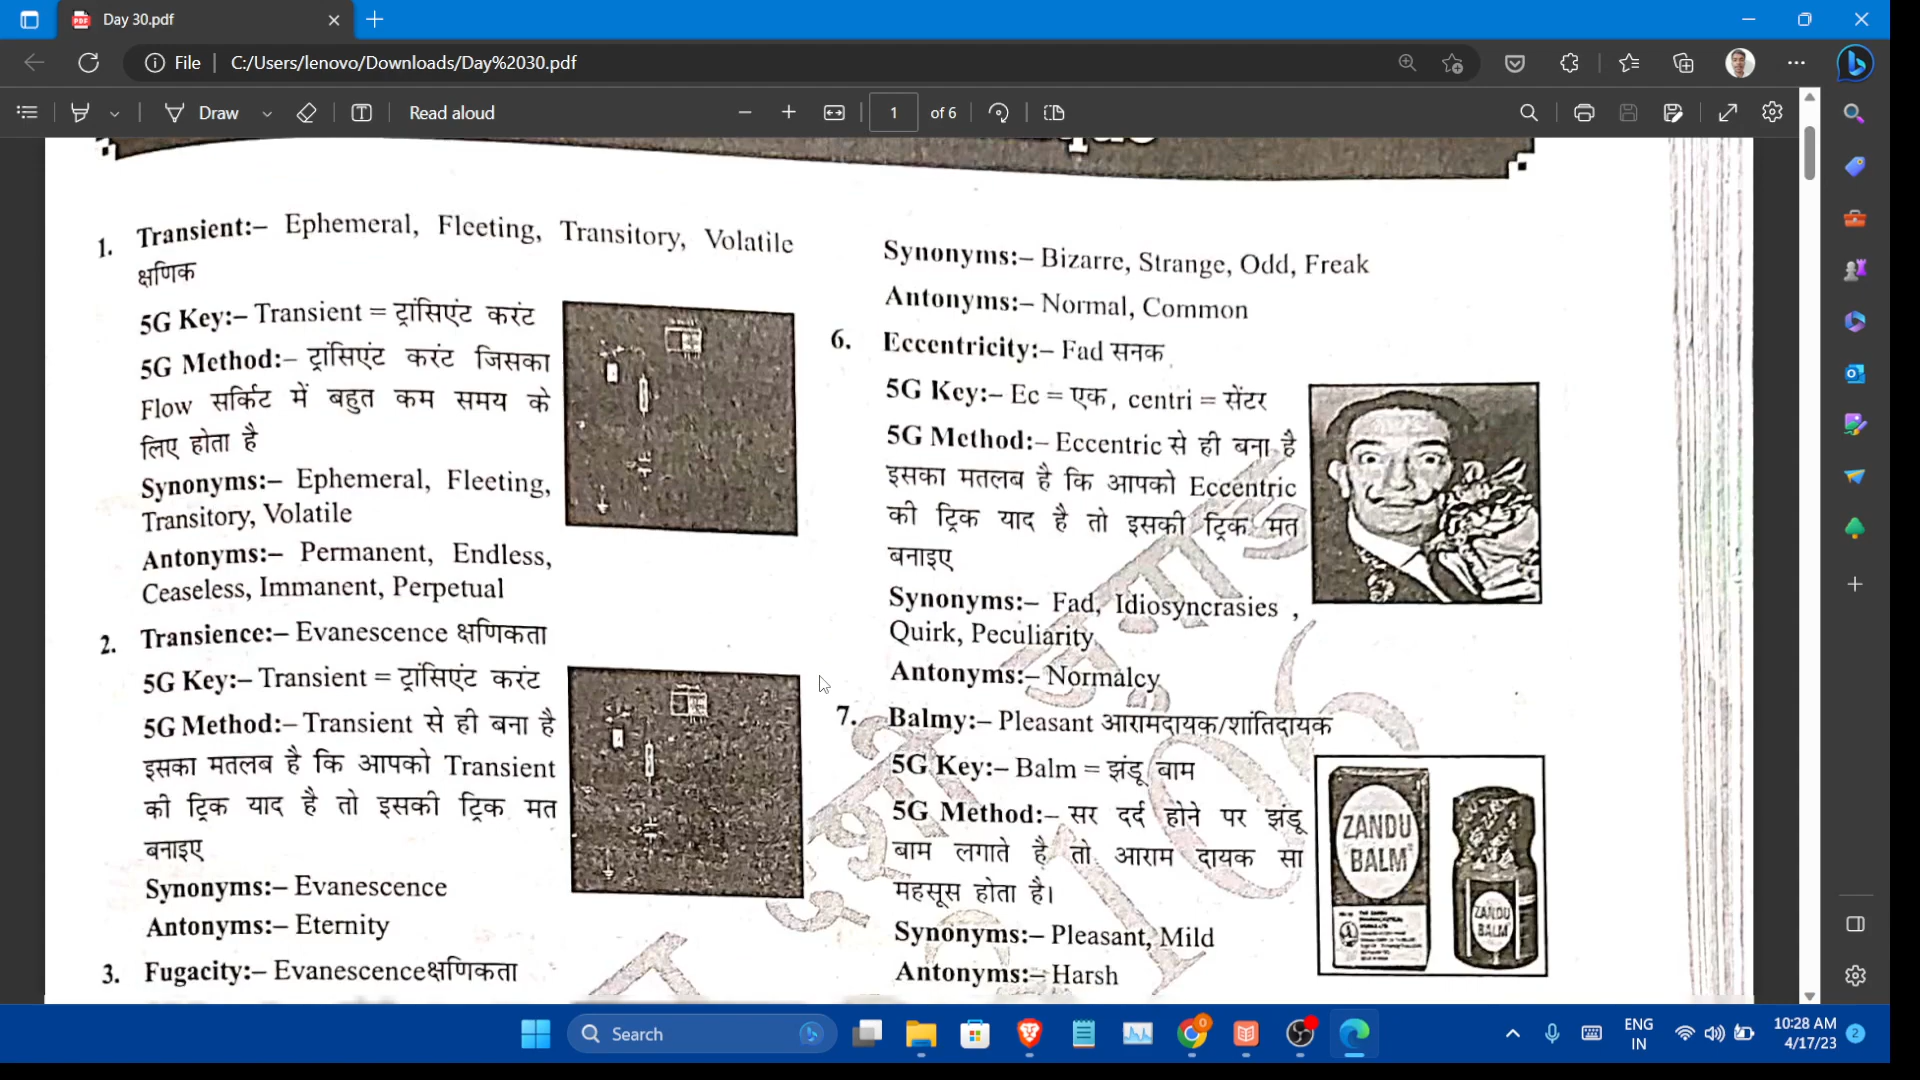 Day 30.pdf
File
C:/Users/lenovo/Downloads/Day%2030.pdf
Draw
Read aloud
1
of 6
1. Transient:– Ephemeral, Fleeting, Transitory, Volatile
क्षणिक
5G Key:– Transient = ट्रांसिएंट करंट
5G Method:– ट्रांसिएंट करंट जिसका
Flow सर्किट में बहुत कम समय के
लिए होता है
Synonyms:– Ephemeral, Fleeting,
Transitory, Volatile
Antonyms:– Permanent, Endless,
Ceaseless, Immanent, Perpetual
2. Transience:– Evanescence क्षणिकता
5G Key:– Transient = ट्रांसिएंट करंट
5G Method:– Transient से ही बना है
इसका मतलब है कि आपको Transient
की ट्रिक याद है तो इसकी ट्रिक मत
बनाइए
Synonyms:– Evanescence
Antonyms:– Eternity
3. Fugacity:– Evanescenceक्षणिकता
Synonyms:– Bizarre, Strange, Odd, Freak
Antonyms:– Normal, Common
6. Eccentricity:– Fad सनक
5G Key:– Ec = एक, centri = सेंटर
5G Method:– Eccentric से ही बना है
इसका मतलब है कि आपको Eccentric
की ट्रिक याद है तो इसकी ट्रिक मत
बनाइए
Synonyms:– Fad, Idiosyncrasies ,
Quirk, Peculiarity
Antonyms:– Normalcy
7. Balmy:– Pleasant आरामदायक/शांतिदायक
5G Key:– Balm = झंडू बाम
5G Method:– सर दर्द होने पर झंडू
बाम लगाते है तो आराम दायक सा
महसूस होता है।
Synonyms:– Pleasant, Mild
Antonyms:– Harsh
ZANDU
BALM
ZANDU
BALM
Search
ENG
IN
10:28 AM
4/17/23
2